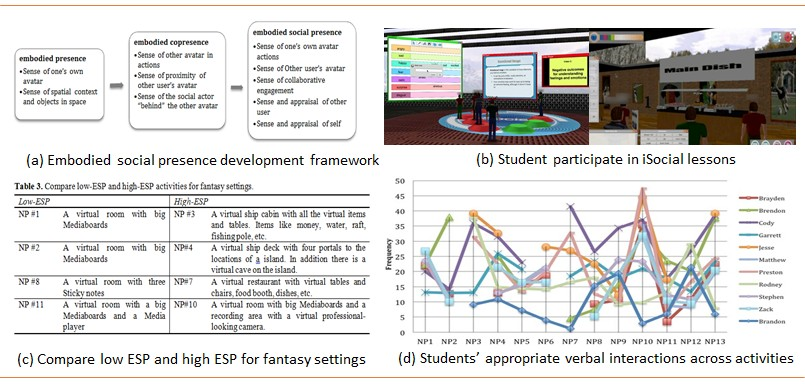 embodied presence
•Sense of one's own
avatar
•Sense of spatial context
and objects in space
embodied copresence
•Sense of other avatar in
actions
•Sense of proximity of
other user's avatar
•Sense of the social actor
"behind" the other avatar
embodied social presence
•Sense of one's own avatar
actions
•Sense of Other user's avatar
•Sense of collaborative
engagement
•Sense and appraisal of other
user
•Sense and appraisal of self
(a) Embodied social presence development framework
Negative outcomes
for understanding
feelings and emotions
Main Dish
(b) Student participate in iSocial lessons
Table 3. Compare low-ESP and high-ESP activities for fantasy settings.
Low-ESP High-ESP
NP #1 A virtual room with big Mediaboards NP #3 A virtual ship cabin with all the virtual items and tables. Items like money, water, raft, fishing pole, etc.
NP #2 A virtual room with big Mediaboards NP#4 A virtual ship deck with four portals to the locations of a island. In addition there is a virtual cave on the island.
NP #8 A virtual room with three Sticky notes NP#7 A virtual restaurant with virtual tables and chairs, food booth, dishes, etc.
NP #11 A virtual room with a big Mediaboards and a Media player NP#10 A virtual room with big Mediaboards and a recording area with a virtual professional-looking camera.
(c) Compare low ESP and high ESP for fantasy settings
Frequency
50
45
40
35
30
25
20
15
10
5
0
NP1 NP2 NP3 NP4 NP5 NP6 NP7 NP8 NP9 NP10 NP11 NP12 NP13
Brayden
Brendon
Cody
Garrett
Jesse
Matthew
Preston
Rodney
Stephen
Zack
Brandon
(d) Students' appropriate verbal interactions across activities